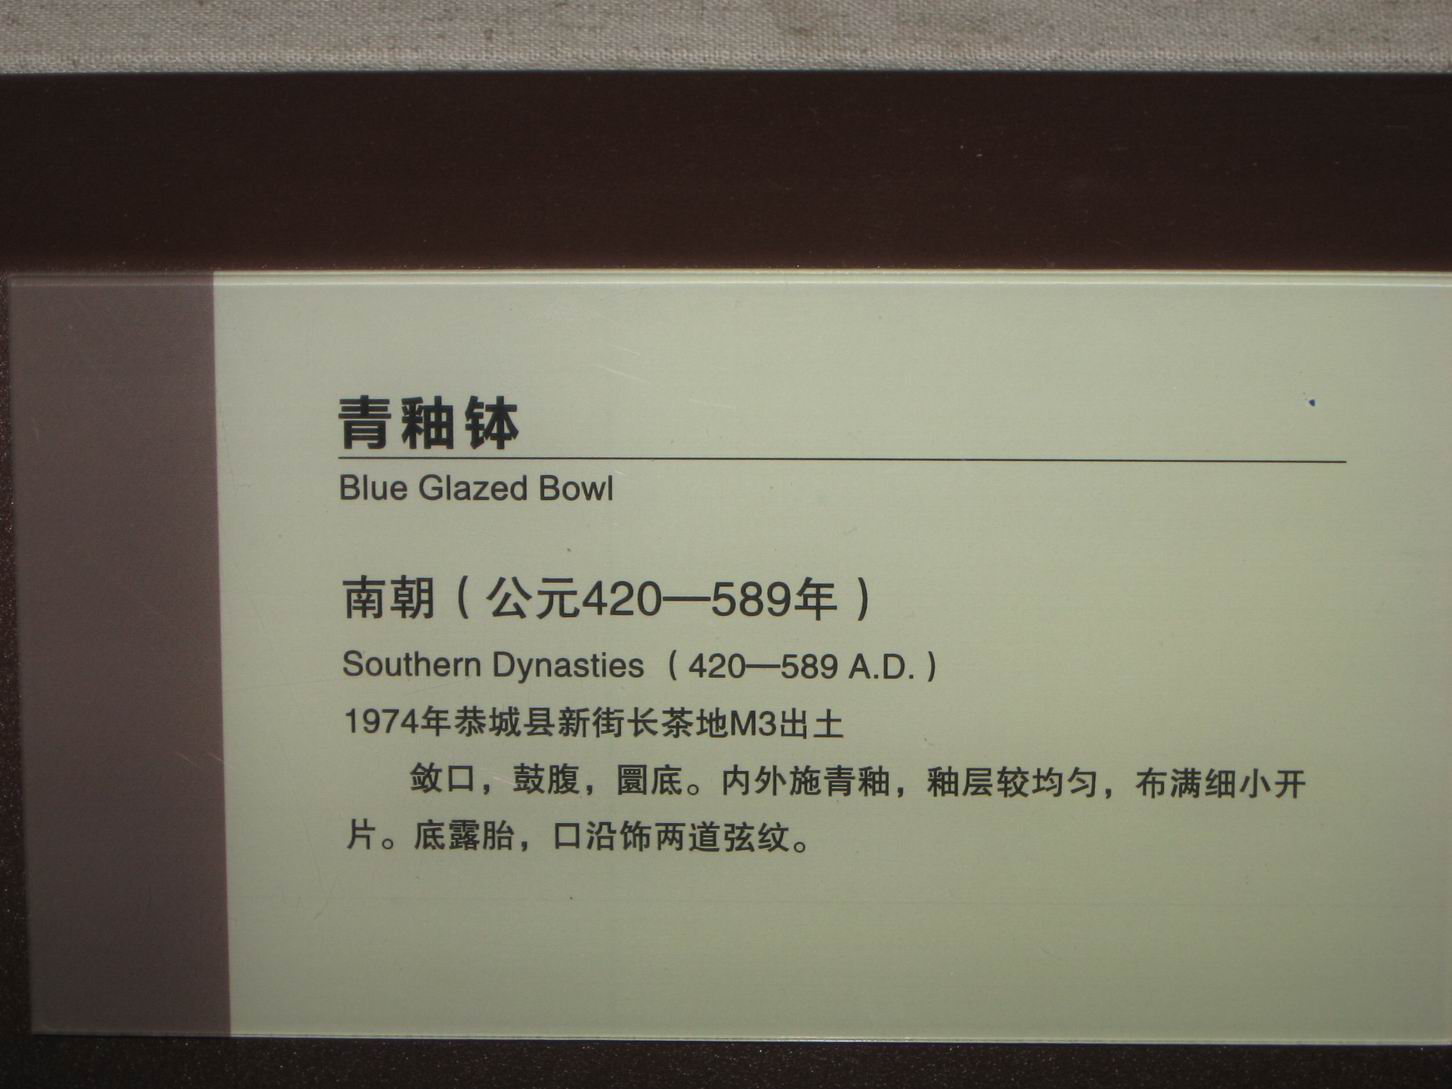 青釉钵
Blue Glazed Bowl
南朝（公元420—589年）
Southern Dynasties （420—589 A.D.）
1974年恭城县新街长茶地M3出土
敛口，鼓腹，圜底。内外施青釉，釉层较均匀，布满细小开
片。底露胎，口沿饰两道弦纹。